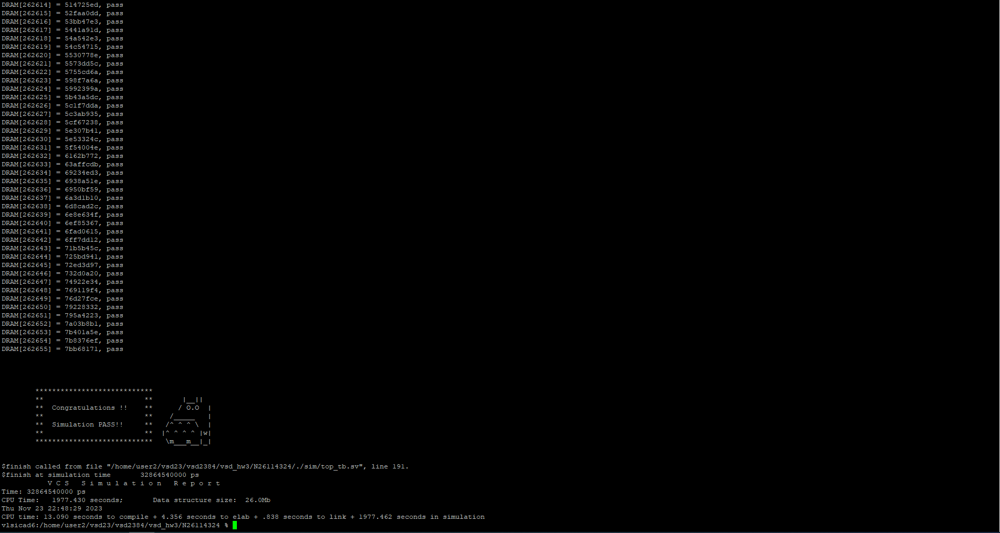 DRAM[262614] = 514725ed, pass
DRAM[262615] = 52faa0dd, pass
DRAM[262616] = 53bb47e3, pass
DRAM[262617] = 5441a91d, pass
DRAM[262618] = 54a542e3, pass
DRAM[262619] = 54c54715, pass
DRAM[262620] = 5530778e, pass
DRAM[262621] = 5573dd5c, pass
DRAM[262622] = 5755cd6a, pass
DRAM[262623] = 598f7a6a, pass
DRAM[262624] = 5992399a, pass
DRAM[262625] = 5b43a5dc, pass
DRAM[262626] = 5c1f7dda, pass
DRAM[262627] = 5c3ab935, pass
DRAM[262628] = 5cf67238, pass
DRAM[262629] = 5e307b41, pass
DRAM[262630] = 5e53324c, pass
DRAM[262631] = 5f54004e, pass
DRAM[262632] = 6162b772, pass
DRAM[262633] = 63affcdb, pass
DRAM[262634] = 69234ed3, pass
DRAM[262635] = 6938a51e, pass
DRAM[262636] = 6950bf59, pass
DRAM[262637] = 6a3d1b10, pass
DRAM[262638] = 6d8cad2c, pass
DRAM[262639] = 6e8e634f, pass
DRAM[262640] = 6ef85367, pass
DRAM[262641] = 6fad0615, pass
DRAM[262642] = 6ff7dd12, pass
DRAM[262643] = 71b5b45c, pass
DRAM[262644] = 725bd941, pass
DRAM[262645] = 72ed3d97, pass
DRAM[262646] = 732d0a20, pass
DRAM[262647] = 74922e34, pass
DRAM[262648] = 769119f4, pass
DRAM[262649] = 76d27fce, pass
DRAM[262650] = 79228332, pass
DRAM[262651] = 795a4223, pass
DRAM[262652] = 7a03b8b1, pass
DRAM[262653] = 7b401a5e, pass
DRAM[262654] = 7b8376ef, pass
DRAM[262655] = 7bb68171, pass
        ****************************
        **                        **       |__||
        **  Congratulations !!    **      / O.O  |
        **                        **    /_____   |
        **  Simulation PASS!!     **   /^ ^ ^ \  |
        **                        **  |^ ^ ^ ^ |w|
        ****************************   \m___m__|_|
$finish called from file "/home/user2/vsd23/vsd2384/vsd_hw3/N26114324/./sim/top_tb.sv", line 191.
$finish at simulation time       32864540000 ps
           V C S   S i m u l a t i o n   R e p o r t
Time: 32864540000 ps
CPU Time:   1977.430 seconds;       Data structure size:  26.0Mb
Thu Nov 23 22:48:29 2023
CPU time: 13.090 seconds to compile + 4.356 seconds to elab + .838 seconds to link + 1977.462 seconds in simulation
vlsicad6:/home/user2/vsd23/vsd2384/vsd_hw3/N26114324 %